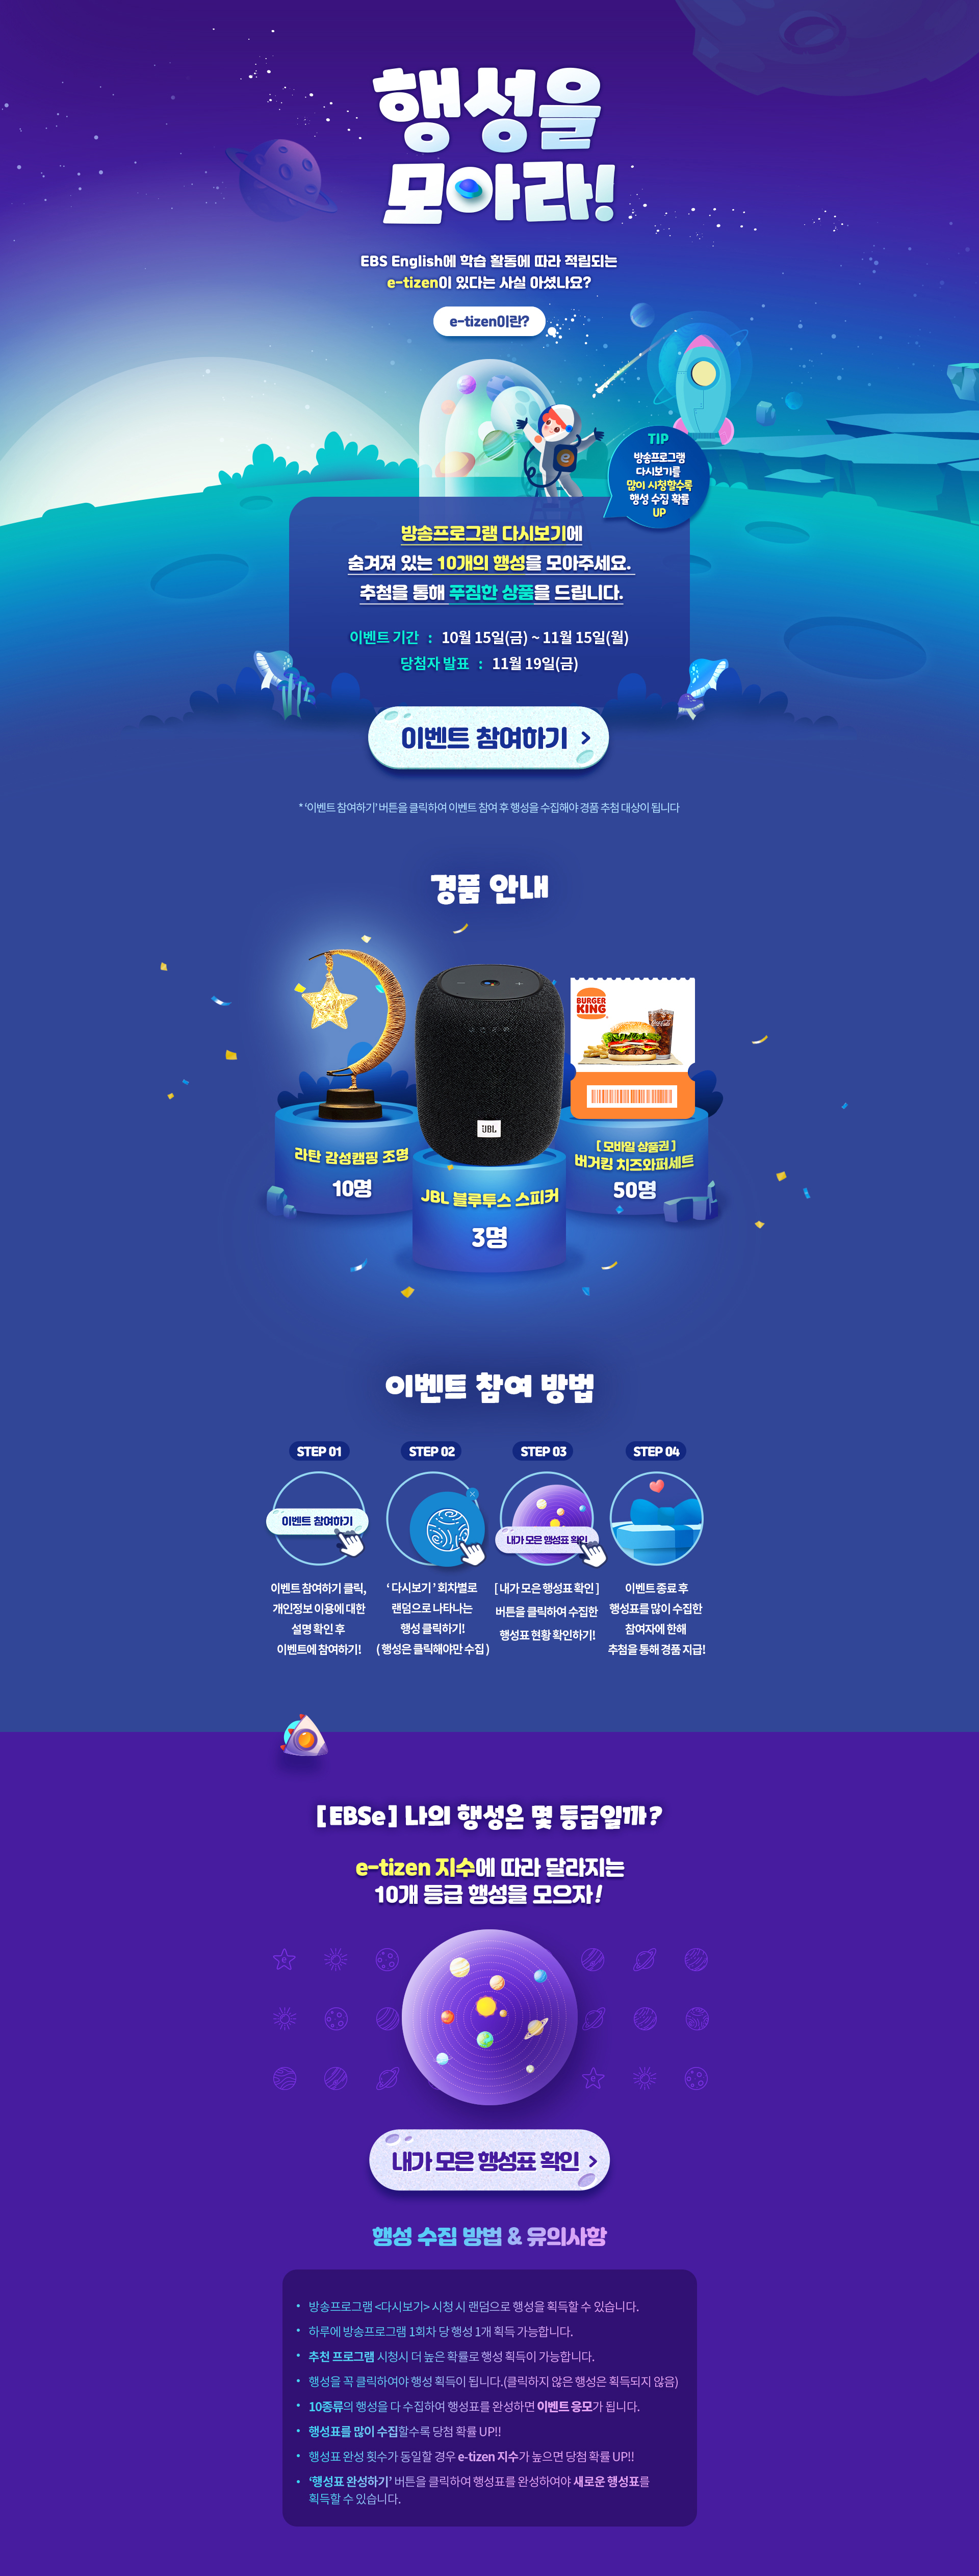 행성을
모아라!
EBS English에 학습 활동에 따라 적립되는
e-tizen이 있다는 사실 아셨나요?
e-tizen이란?
TIP
방송프로그램
다시보기를
많이 시청할수록
행성 수집 확률
UP
e
방송프로그램 다시보기에
숨겨져 있는 10개의 행성을 모아주세요.
추첨을 통해 푸짐한 상품을 드립니다.
이벤트 기간 : 10월 15일(금) ~ 11월 15일(월)
당첨자 발표 : 11월 19일(금)
이벤트 참여하기 >
* ‘이벤트 참여하기’ 버튼을 클릭하여 이벤트 참여 후 행성을 수집해야 경품 추첨 대상이 됩니다
경품 안내
BURGER
KING
JBL
라탄 감성캠핑 조명
10명
JBL 블루투스 스피커
3명
[ 모바일 상품권 ]
버거킹 치즈와퍼세트
50명
이벤트 참여 방법
STEP 01
이벤트 참여하기
이벤트 참여하기 클릭,
개인정보 이용에 대한
설명 확인 후
이벤트에 참여하기!
STEP 02
‘ 다시보기 ’ 회차별로
랜덤으로 나타나는
행성 클릭하기!
( 행성은 클릭해야만 수집 )
STEP 03
내가 모은 행성표 확인
[ 내가 모은 행성표 확인 ]
버튼을 클릭하여 수집한
행성표 현황 확인하기!
STEP 04
이벤트 종료 후
행성표를 많이 수집한
참여자에 한해
추첨을 통해 경품 지급!
[EBSe] 나의 행성은 몇 등급일까?
e-tizen 지수에 따라 달라지는
10개 등급 행성을 모으자!
내가 모은 행성표 확인 >
행성 수집 방법 & 유의사항
• 방송프로그램 <다시보기> 시청 시 랜덤으로 행성을 획득할 수 있습니다.
• 하루에 방송프로그램 1회차 당 행성 1개 획득 가능합니다.
• 추천 프로그램 시청시 더 높은 확률로 행성 획득이 가능합니다.
• 행성을 꼭 클릭하여야 행성 획득이 됩니다.(클릭하지 않은 행성은 획득되지 않음)
• 10종류의 행성을 다 수집하여 행성표를 완성하면 이벤트 응모가 됩니다.
• 행성표를 많이 수집할수록 당첨 확률 UP!!
• 행성표 완성 횟수가 동일할 경우 e-tizen 지수가 높으면 당첨 확률 UP!!
• ‘행성표 완성하기’ 버튼을 클릭하여 행성표를 완성하여야 새로운 행성표를
획득할 수 있습니다.